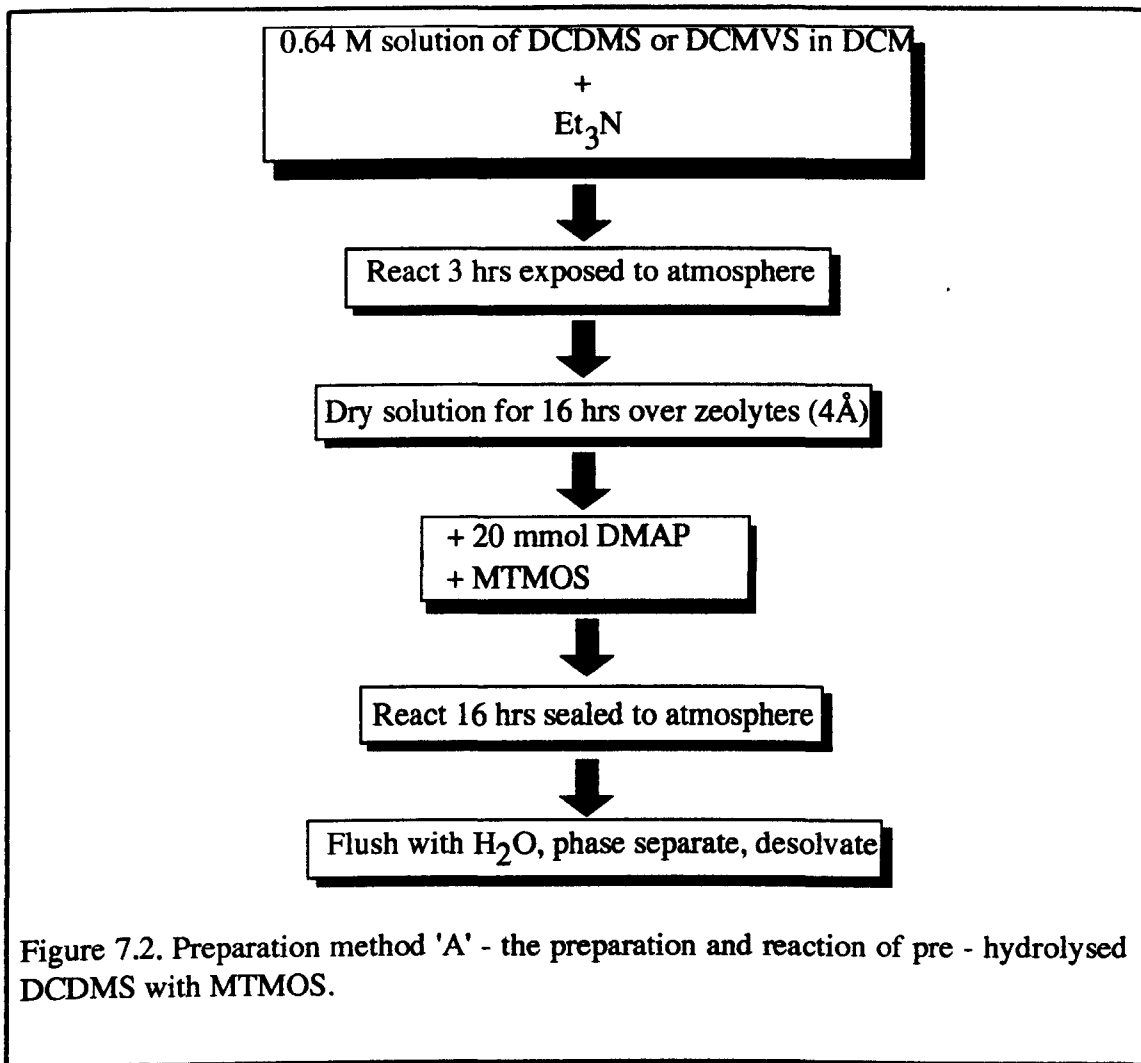 0.64 M solution of DCDMS or DCMVS in DCM
+
Et3N
React 3 hrs exposed to atmosphere
Dry solution for 16 hrs over zeolytes (4Å)
+ 20 mmol DMAP
+ MTMOS
React 16 hrs sealed to atmosphere
Flush with H2O, phase separate, desolvate
Figure 7.2. Preparation method 'A' - the preparation and reaction of pre - hydrolysed
DCDMS with MTMOS.